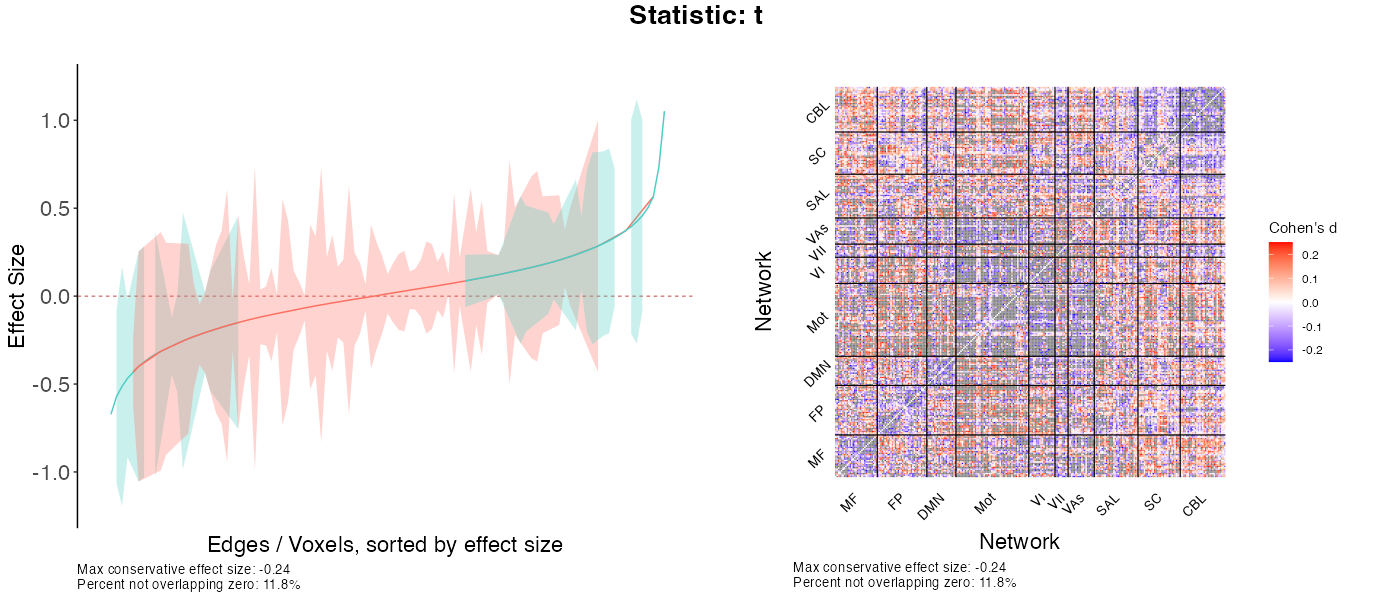 Statistic: t
1.0
0.5
0.0
-0.5
-1.0
Effect Size
Edges / Voxels, sorted by effect size
Max conservative effect size: -0.24
Percent not overlapping zero: 11.8%
CBL
SC
SAL
VAs
VII
VI
Mot
DMN
FP
MF
Network
MF
FP
DMN
Mot
VI
VII
VAs
SAL
SC
CBL
Network
Max conservative effect size: -0.24
Percent not overlapping zero: 11.8%
Cohen's d
0.2
0.1
0.0
-0.1
-0.2